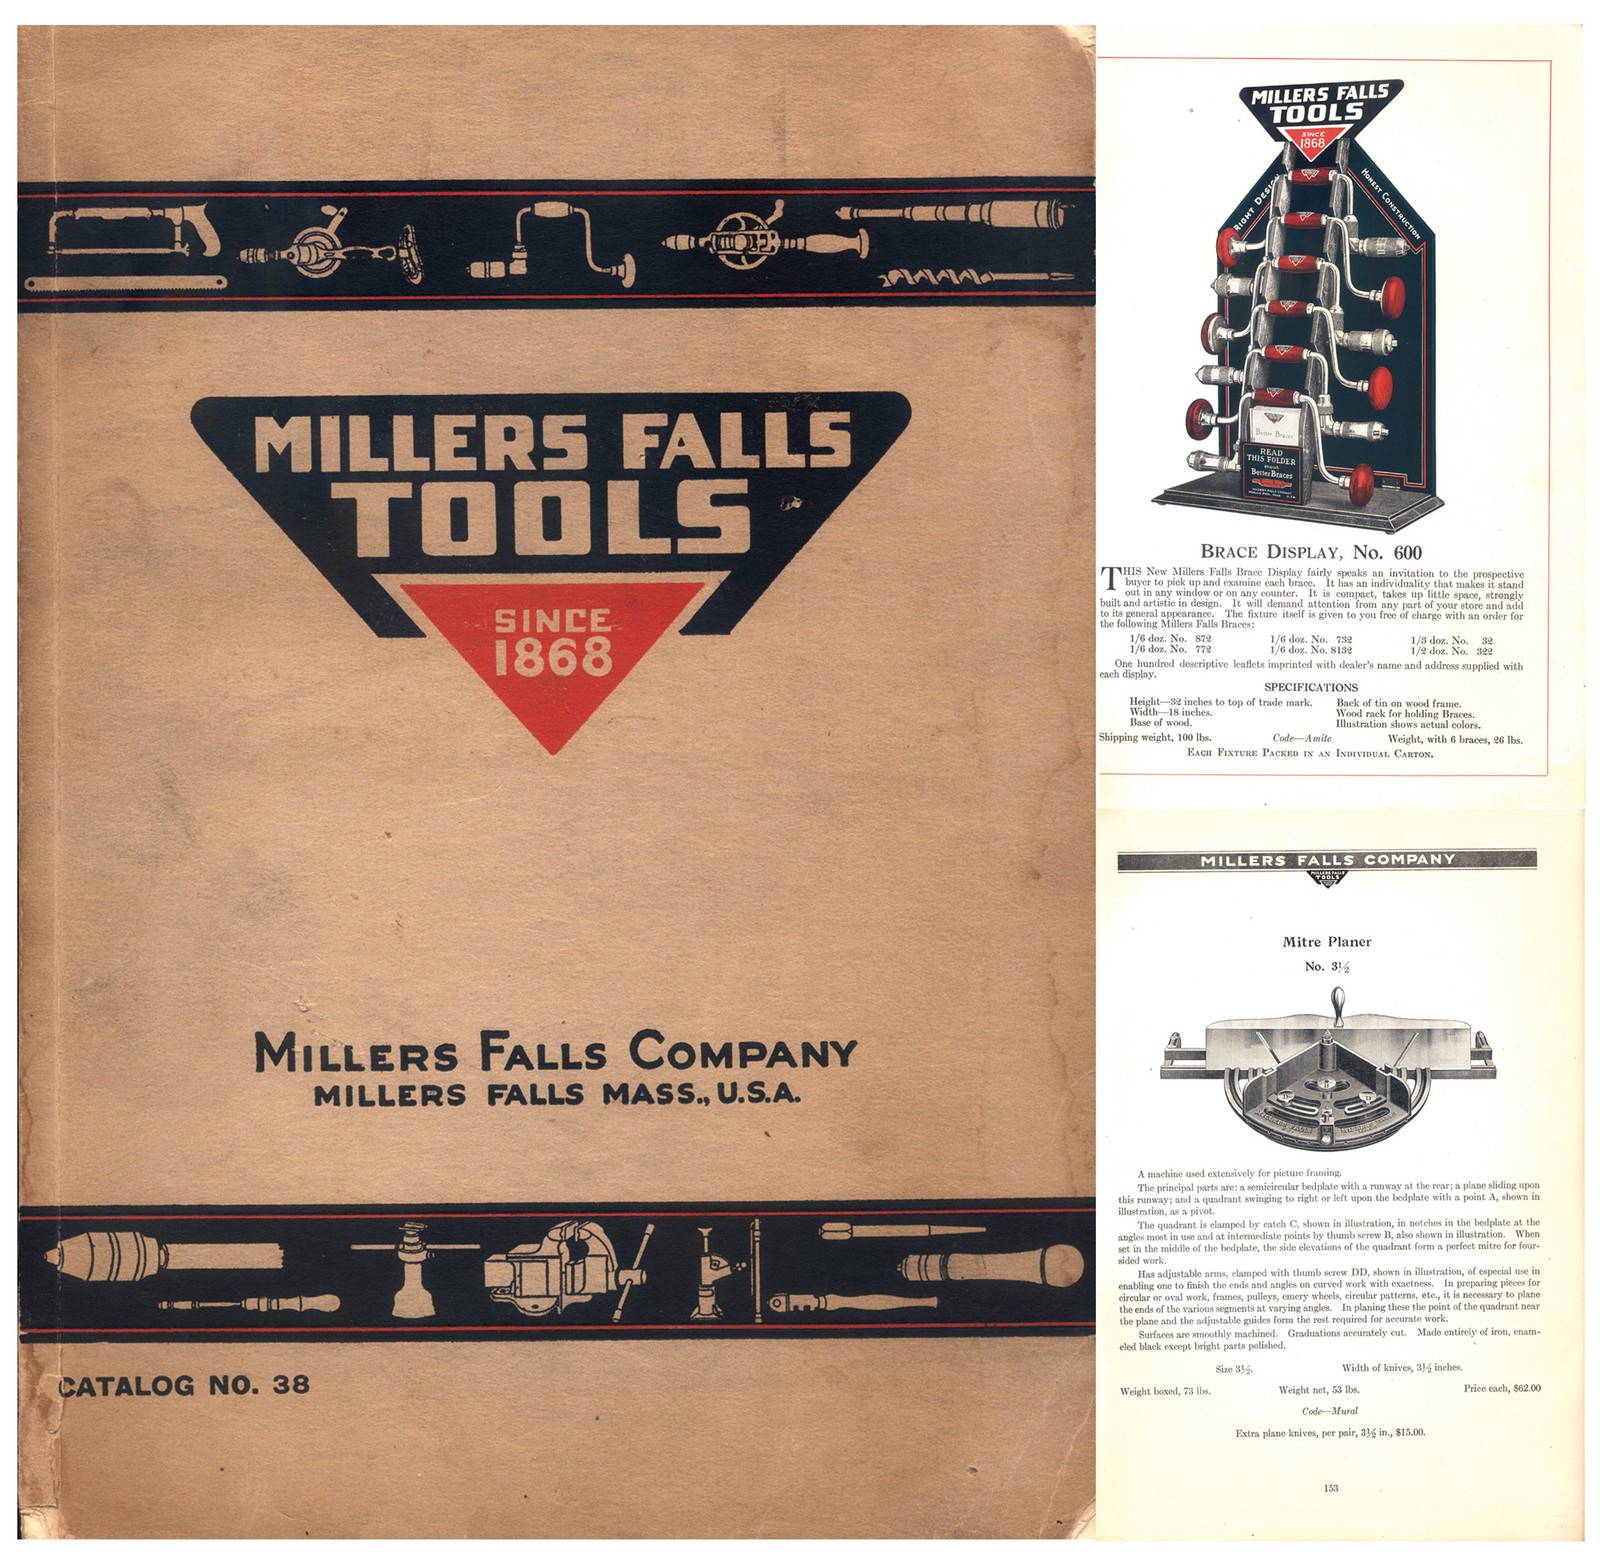 MILLERS FALLS
TOOLS
SINCE
1868
MILLERS FALLS COMPANY
MILLERS FALLS MASS., U.S.A.
CATALOG NO. 38
MILLERS FALLS
TOOLS
SINCE
1868
RIGHT DESIGN
HONEST CONSTRUCTION
Better Braces
READ
THIS FOLDER
about
Better Braces
BRACE DISPLAY, No. 600
THIS New Millers Falls Brace Display fairly speaks an invitation to the prospective
buyer to pick up and examine each brace. It has an individuality that makes it stand
out in any window or on any counter. It is compact, takes up little space, strongly
built and artistic in design. It will demand attention from any part of your store and add
to its general appearance. The fixture itself is given to you free of charge with an order for
the following Millers Falls Braces:
1/6 doz. No. 872 1/6 doz. No. 732 1/3 doz. No. 32
1/6 doz. No. 772 1/6 doz. No. 8132 1/2 doz. No. 322
One hundred descriptive leaflets imprinted with dealer's name and address supplied with
each display.
SPECIFICATIONS
Height—32 inches to top of trade mark. Back of tin on wood frame.
Width—18 inches. Wood rack for holding Braces.
Base of wood. Illustration shows actual colors.
Shipping weight, 100 lbs. Code—Amite Weight, with 6 braces, 26 lbs.
EACH FIXTURE PACKED IN AN INDIVIDUAL CARTON.
MILLERS FALLS COMPANY
MILLERS FALLS
TOOLS
Mitre Planer
No. 3½
A machine used extensively for picture framing.
The principal parts are: a semicircular bedplate with a runway at the rear; a plane sliding upon
this runway; and a quadrant swinging to right or left upon the bedplate with a point A, shown in
illustration, as a pivot.
The quadrant is clamped by catch C, shown in illustration, in notches in the bedplate at the
angles most in use and at intermediate points by thumb screw B, also shown in illustration. When
set in the middle of the bedplate, the side elevations of the quadrant form a perfect mitre for four-
sided work.
Has adjustable arms, clamped with thumb screw DD, shown in illustration, of especial use in
enabling one to finish the ends and angles on curved work with exactness. In preparing pieces for
circular or oval work, frames, pulleys, emery wheels, circular patterns, etc., it is necessary to plane
the ends of the various segments at varying angles. In planing these the point of the quadrant near
the plane and the adjustable guides form the rest required for accurate work.
Surfaces are smoothly machined. Graduations accurately cut. Made entirely of iron, enam-
eled black except bright parts polished.
Size 3½. Width of knives, 3½ inches.
Weight boxed, 73 lbs. Weight net, 53 lbs. Price each, $62.00
Code—Mural
Extra plane knives, per pair, 3½ in., $15.00.
153